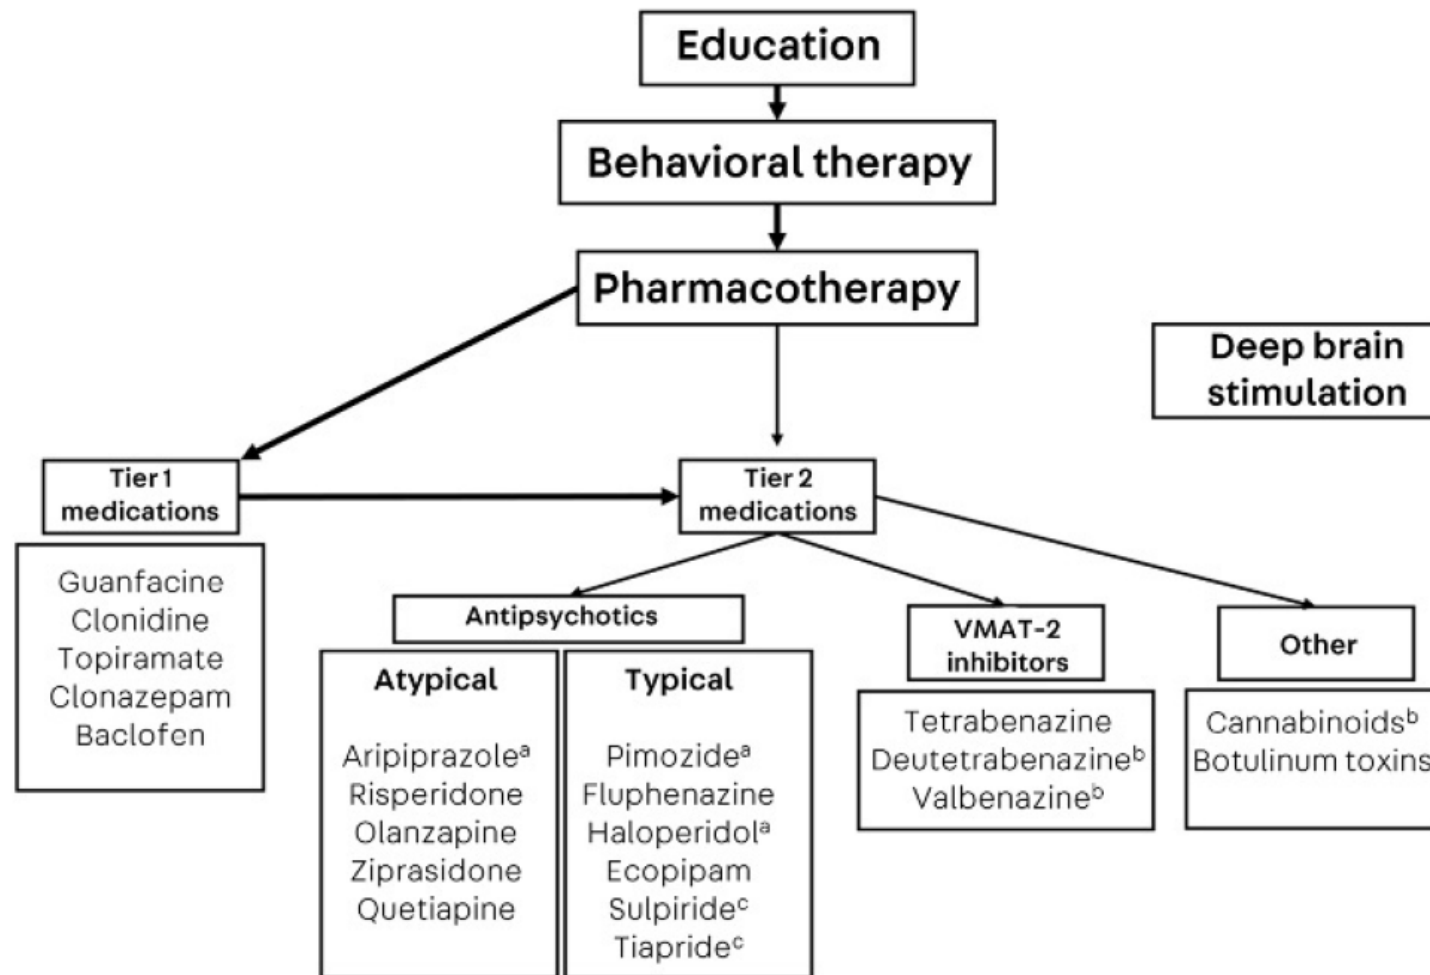 Education
Behavioral therapy
Pharmacotherapy
Deep brain
stimulation
Tier 1
medications
Tier 2
medications
Guanfacine
Clonidine
Topiramate
Clonazepam
Baclofen
Antipsychotics
Atypical
Aripiprazoleᵃ
Risperidone
Olanzapine
Ziprasidone
Quetiapine
Typical
Pimozideᵃ
Fluphenazine
Haloperidolᵃ
Ecopipam
Sulpirideᶜ
Tiaprideᶜ
VMAT-2
inhibitors
Tetrabenazine
Deutetrabenazineᵇ
Valbenazineᵇ
Other
Cannabinoidsᵇ
Botulinum toxins